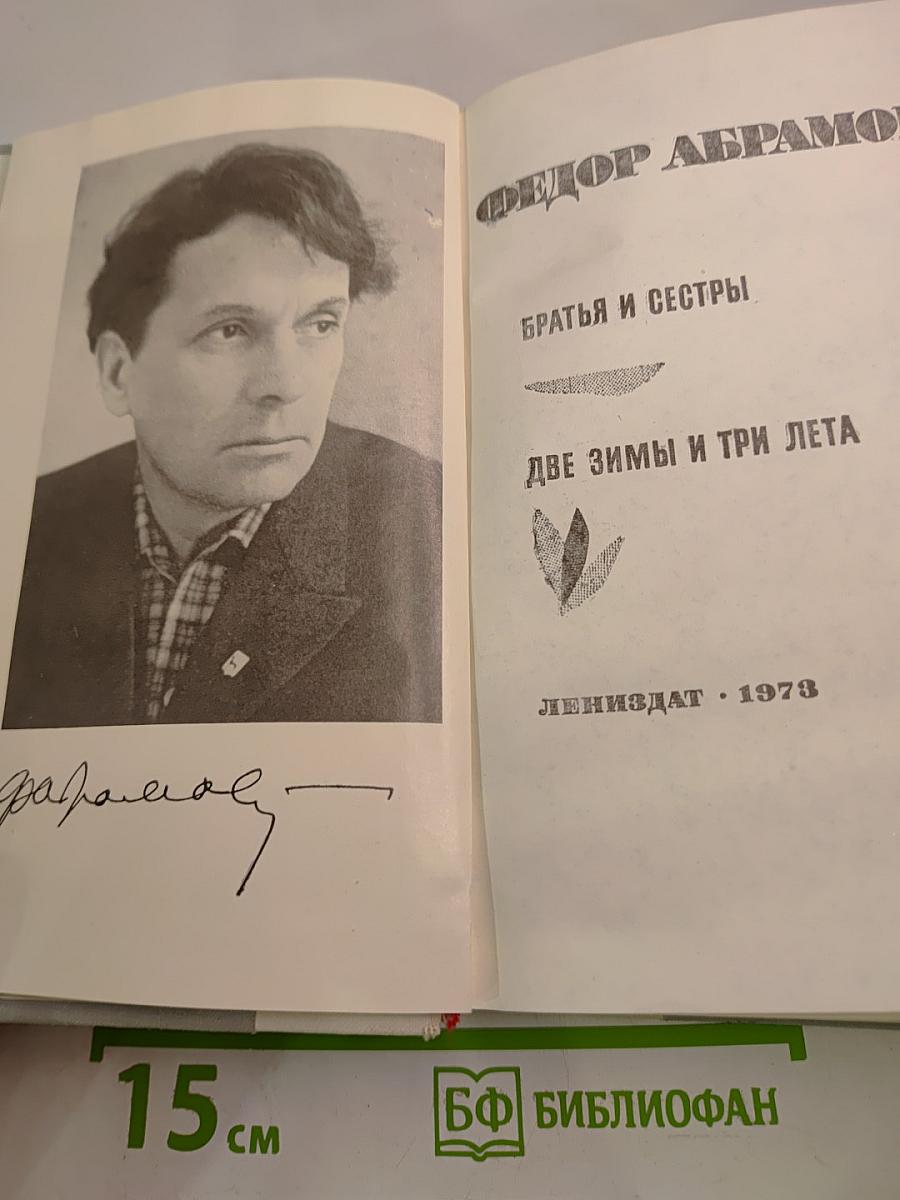 ФЕДОР АБРАМО
БРАТЬЯ И СЕСТРЫ
ДВЕ ЗИМЫ И ТРИ ЛЕТА
ЛЕНИЗДАТ · 1973
15 см
БФ БИБЛИОФАН